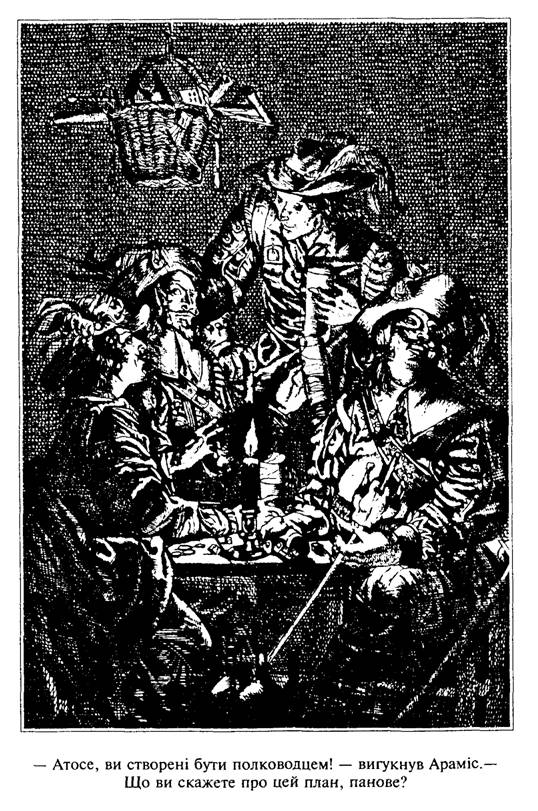 — Атосе, ви створені бути полководцем! — вигукнув Араміс.—
Що ви скажете про цей план, панове?